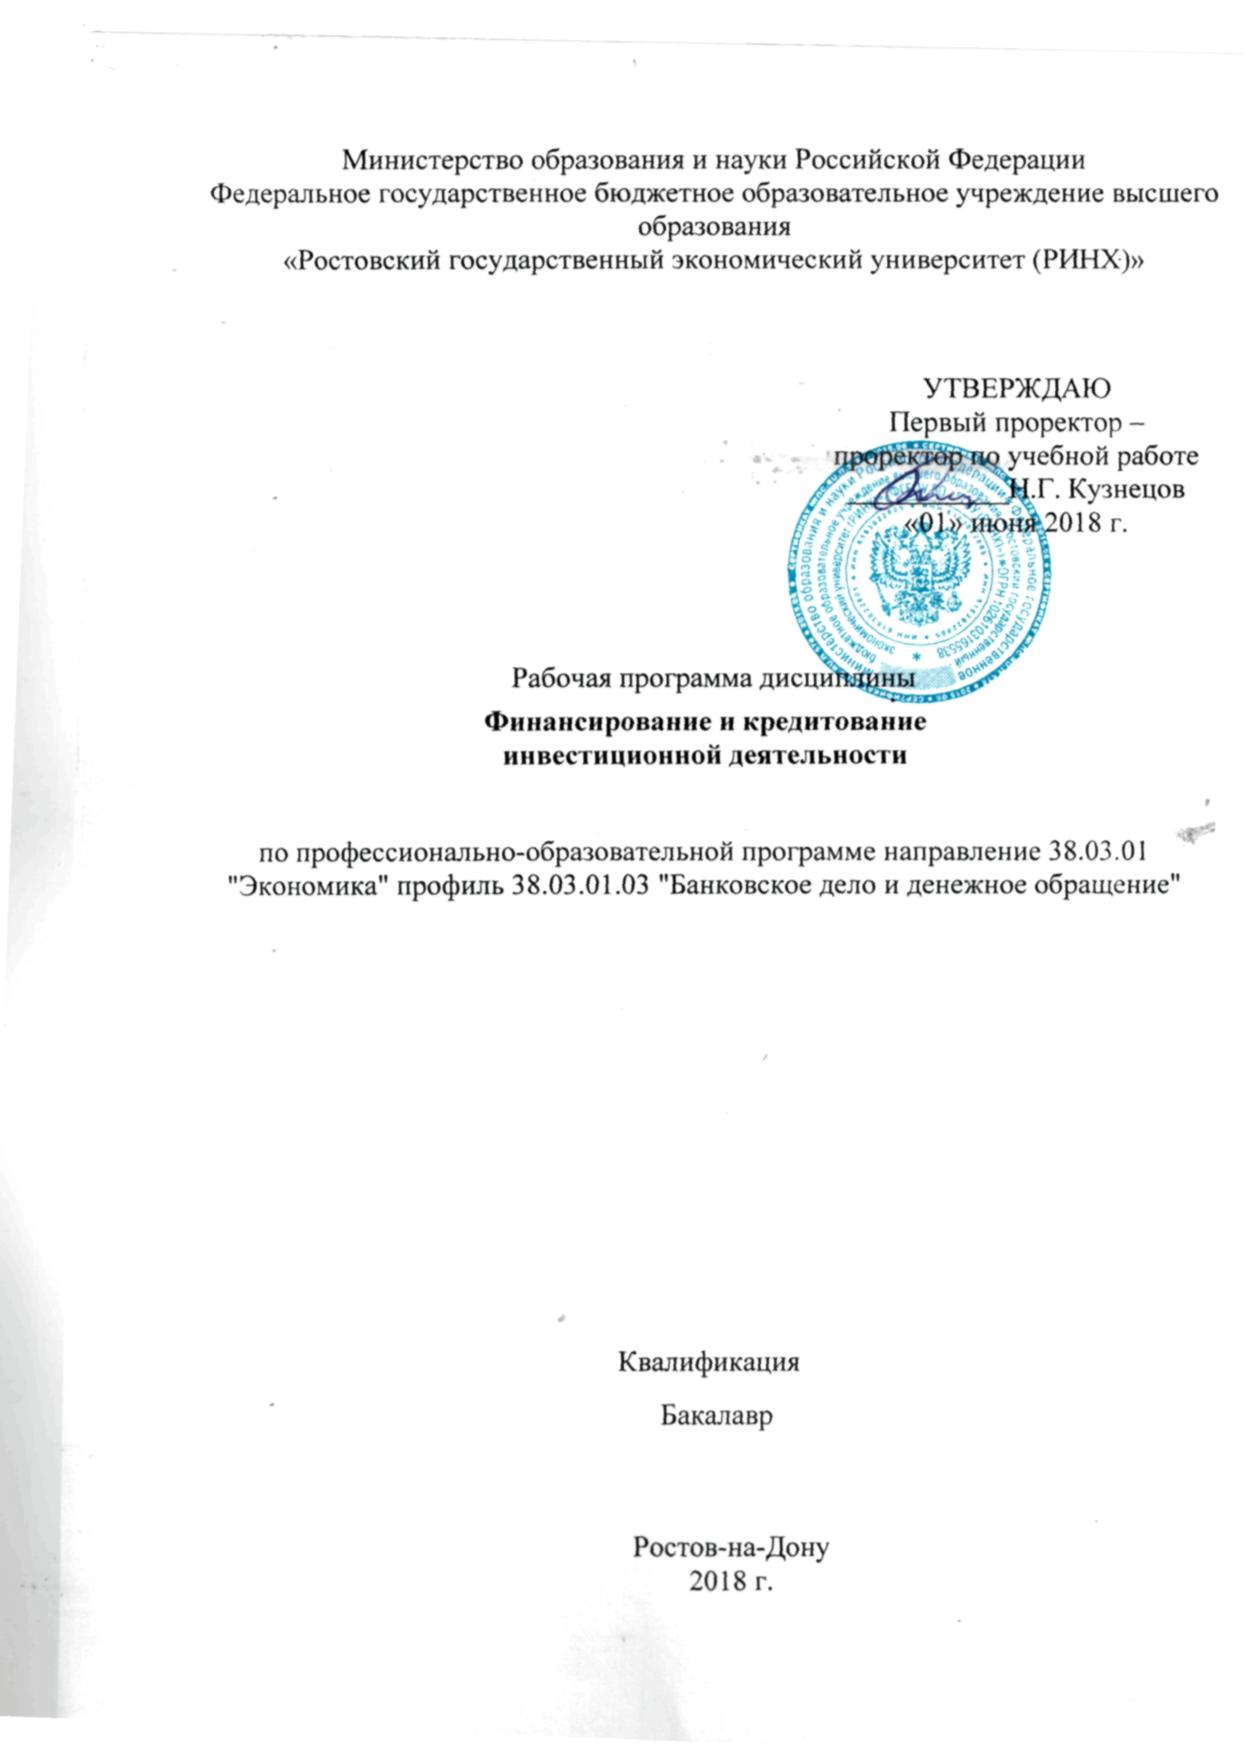 Министерство образования и науки Российской Федерации
Федеральное государственное бюджетное образовательное учреждение высшего
образования
«Ростовский государственный экономический университет (РИНХ)»
УТВЕРЖДАЮ
Первый проректор –
проректор по учебной работе
Н.Г. Кузнецов
«01» июня 2018 г.
Рабочая программа дисциплины
Финансирование и кредитование
инвестиционной деятельности
по профессионально-образовательной программе направление 38.03.01
"Экономика" профиль 38.03.01.03 "Банковское дело и денежное обращение"
Квалификация
Бакалавр
Ростов-на-Дону
2018 г.